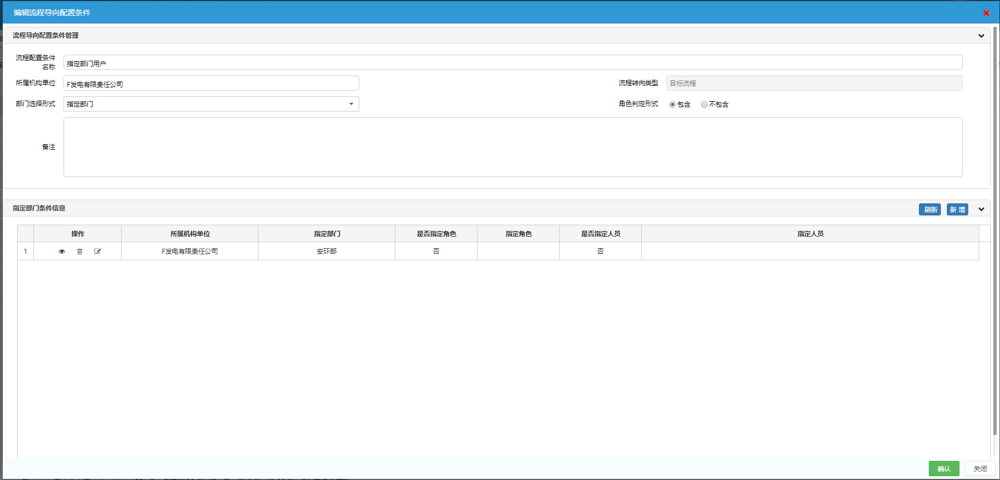 编辑流程导向配置条件
流程导向配置条件管理
流程配置条件名称 指定部门用户
所属机构单位 F发电有限责任公司 流程转向类型 目标流程
部门选择形式 指定部门 角色判定形式 包含 不包含
备注
指定部门条件信息 刷新 新 增
操作 所属机构单位 指定部门 是否指定角色 指定角色 是否指定人员 指定人员
1 F发电有限责任公司 安环部 否 否
确认 关闭